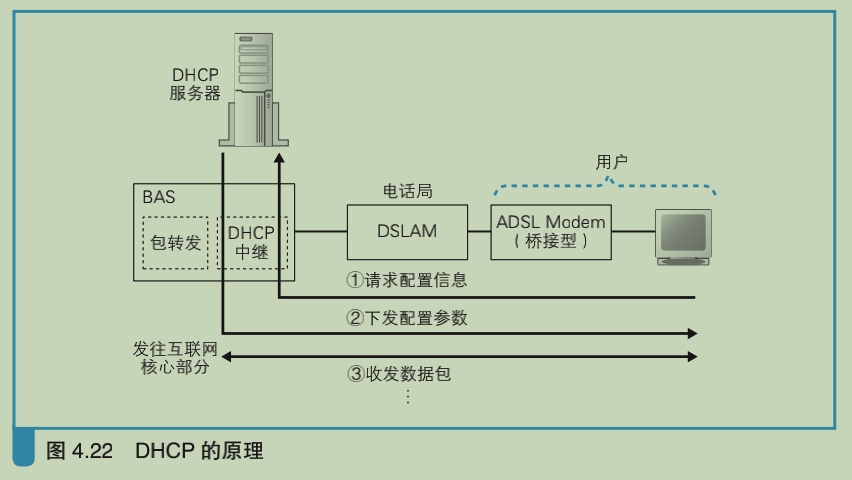 DHCP
服务器
用户
电话局
BAS
包转发
DHCP
中继
DSLAM
ADSL Modem
（桥接型）
①请求配置信息
②下发配置参数
发往互联网
核心部分
③收发数据包
⋮
图 4.22 DHCP 的原理